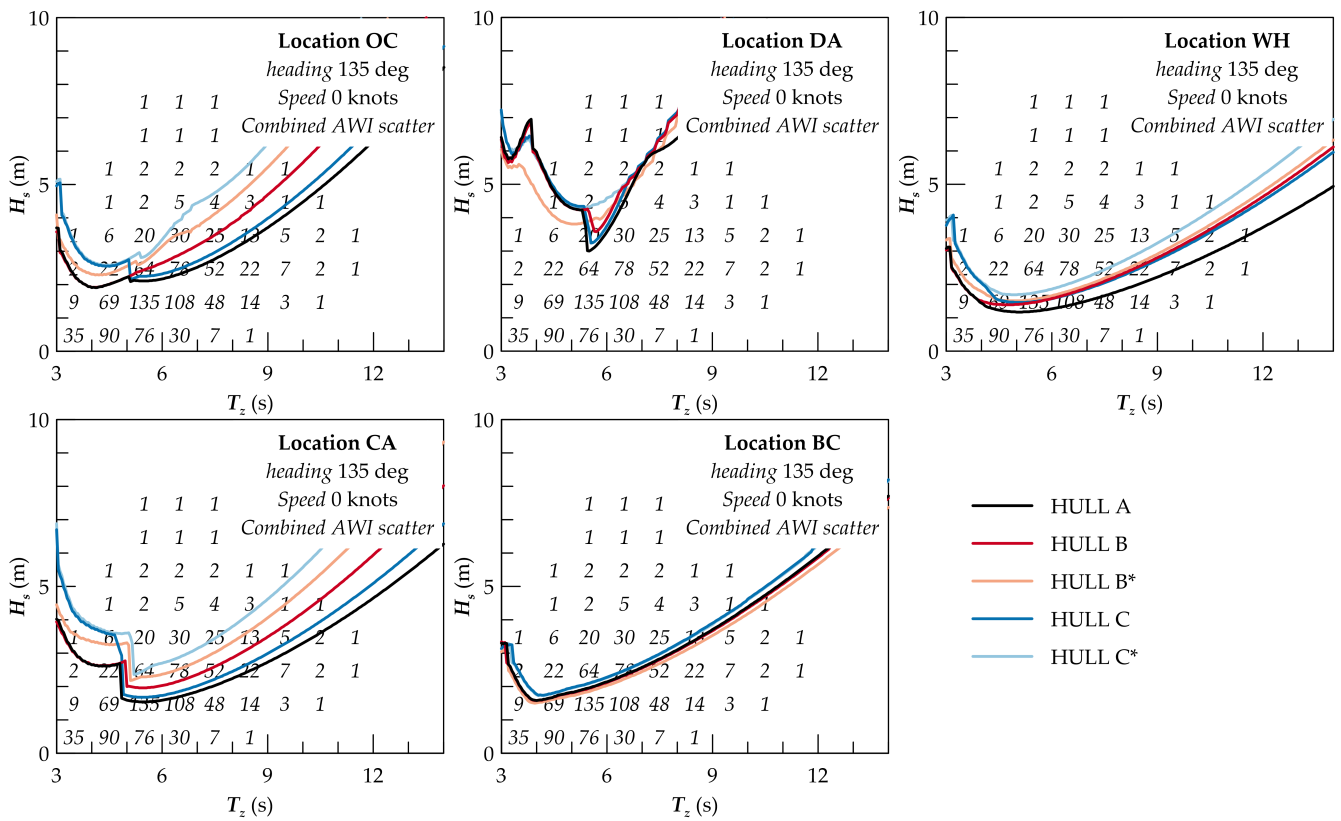 10
Location OC
heading 135 deg
Speed 0 knots
1 1 1
Combined AWI scatter
1 1 1
1 2 2 2 1 1
5
1 2 5 4 3 1 1
1 6 20 30 25 13 5 2 1
2 22 64 78 52 22 7 2 1
9 69 135 108 48 14 3 1
35 90 76 30 7 1
0
Hs (m)
3 6 9 12
Tz (s)
10
Location DA
heading 135 deg
Speed 0 knots
1 1 1
Combined AWI scatter
1 1 1
1 2 2 2 1 1
5
1 2 5 4 3 1 1
1 6 20 30 25 13 5 2 1
2 22 64 78 52 22 7 2 1
9 69 135 108 48 14 3 1
35 90 76 30 7 1
0
Hs (m)
3 6 9 12
Tz (s)
10
Location WH
heading 135 deg
Speed 0 knots
1 1 1
Combined AWI scatter
1 1 1
1 2 2 2 1 1
5
1 2 5 4 3 1 1
1 6 20 30 25 13 5 2 1
2 22 64 78 52 22 7 2 1
9 69 135 108 48 14 3 1
35 90 76 30 7 1
0
Hs (m)
3 6 9 12
Tz (s)
10
Location CA
heading 135 deg
Speed 0 knots
1 1 1
Combined AWI scatter
1 1 1
1 2 2 2 1 1
5
1 2 5 4 3 1 1
1 6 20 30 25 13 5 2 1
2 22 64 78 52 22 7 2 1
9 69 135 108 48 14 3 1
35 90 76 30 7 1
0
Hs (m)
3 6 9 12
Tz (s)
10
Location BC
heading 135 deg
Speed 0 knots
1 1 1
Combined AWI scatter
1 1 1
1 2 2 2 1 1
5
1 2 5 4 3 1 1
1 6 20 30 25 13 5 2 1
2 22 64 78 52 22 7 2 1
9 69 135 108 48 14 3 1
35 90 76 30 7 1
0
Hs (m)
3 6 9 12
Tz (s)
HULL A
HULL B
HULL B*
HULL C
HULL C*